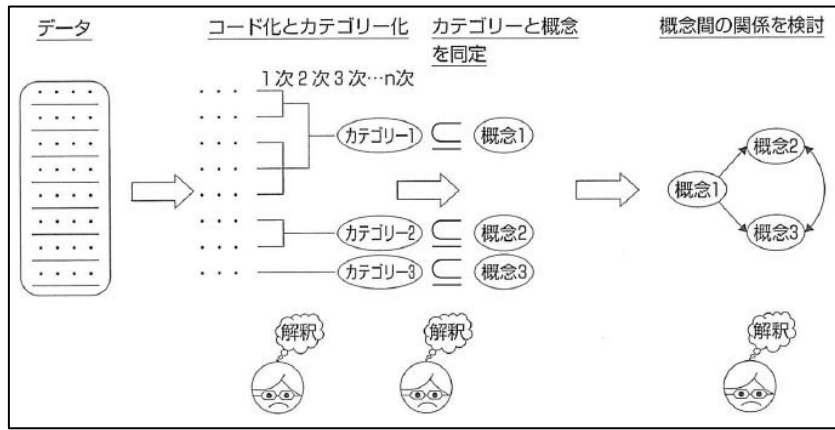 データ
コード化とカテゴリー化
カテゴリーと概念
を同定
概念間の関係を検討
1次2次3次…n次
カテゴリー1 ⊆ 概念1
カテゴリー2 ⊆ 概念2
カテゴリー3 ⊆ 概念3
概念1
概念2
概念3
解釈
解釈
解釈